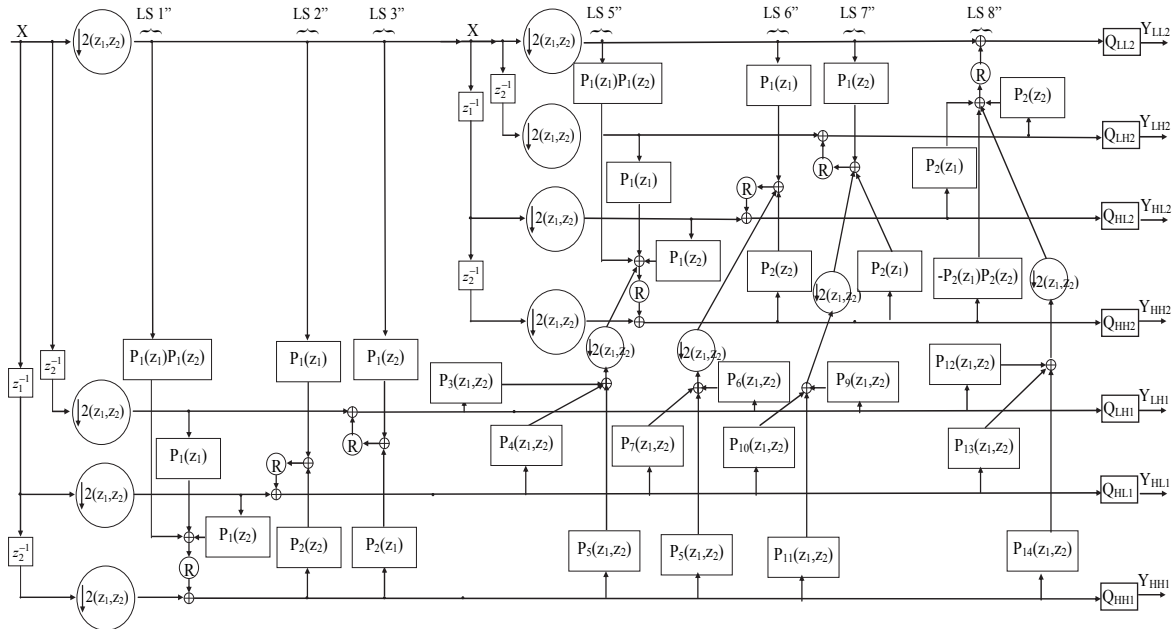 LS 1” LS 2” LS 3” LS 5” LS 6” LS 7” LS 8”
X ↓2(z₁,z₂) X ↓2(z₁,z₂) Q_LL2 Y_LL2
R
z₁⁻¹ z₂⁻¹ P₁(z₁)P₁(z₂) P₁(z₁) P₁(z₂) P₂(z₂)
↓2(z₁,z₂) Q_LH2 Y_LH2
P₁(z₁) R R P₂(z₁)
↓2(z₁,z₂) Q_HL2 Y_HL2
z₂⁻¹ P₁(z₂) P₂(z₂) P₂(z₁) -P₂(z₁)P₂(z₂) ↓2(z₁,z₂)
R ↓2(z₁,z₂)
↓2(z₁,z₂) Q_HH2 Y_HH2
z₁⁻¹ z₂⁻¹ P₁(z₁)P₁(z₂) P₁(z₁) P₁(z₂) ↓2(z₁,z₂) ↓2(z₁,z₂)
P₃(z₁,z₂) P₆(z₁,z₂) P₉(z₁,z₂) P₁₂(z₁,z₂)
↓2(z₁,z₂) Q_LH1 Y_LH1
P₁(z₁) R R P₄(z₁,z₂) P₇(z₁,z₂) P₁₀(z₁,z₂) P₁₃(z₁,z₂)
↓2(z₁,z₂) Q_HL1 Y_HL1
z₂⁻¹ P₁(z₂) P₂(z₂) P₂(z₁) P₅(z₁,z₂) P₅(z₁,z₂) P₁₁(z₁,z₂) P₁₄(z₁,z₂)
R
↓2(z₁,z₂) Q_HH1 Y_HH1